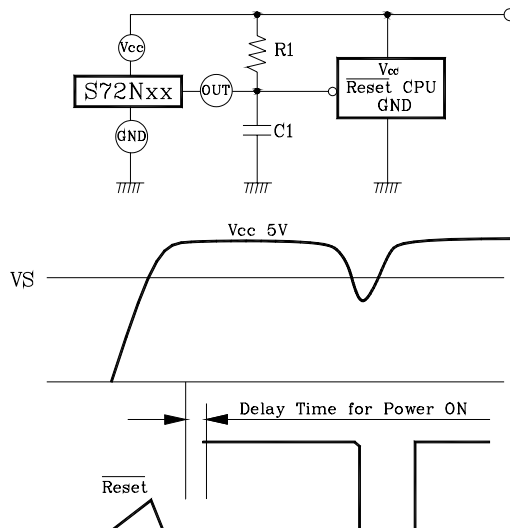 Vcc
R1
Vcc
S72Nxx
OUT
Reset CPU
GND
C1
GND
Vcc 5V
VS
Delay Time for Power ON
Reset